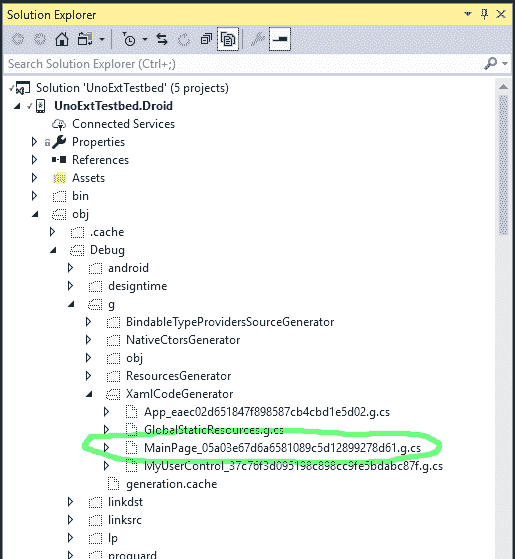 Solution Explorer
Search Solution Explorer (Ctrl+;)
Solution 'UnoExtTestbed' (5 projects)
UnoExtTestbed.Droid
Connected Services
Properties
References
Assets
bin
obj
.cache
Debug
android
designtime
g
BindableTypeProvidersSourceGenerator
NativeCtorsGenerator
obj
ResourcesGenerator
XamlCodeGenerator
App_eaec02d651847f898587cb4cbd1e5d02.g.cs
GlobalStaticResources.g.cs
MainPage_05a03e67d6a6581089c5d12899278d61.g.cs
MyUserControl_37c76f3d095198c898cc9fe5bdabc87f.g.cs
generation.cache
linkdst
linksrc
lp
proguard